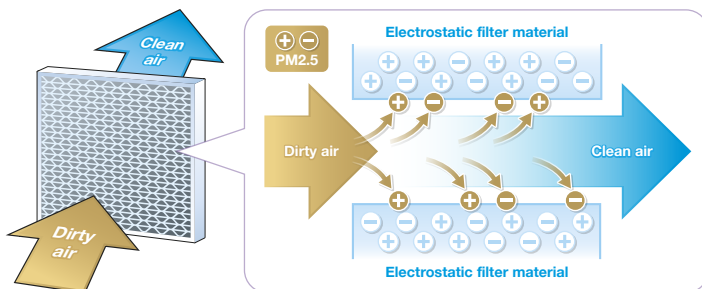 Clean
air
Dirty
air
PM2.5
Electrostatic filter material
Dirty air
Clean air
Electrostatic filter material